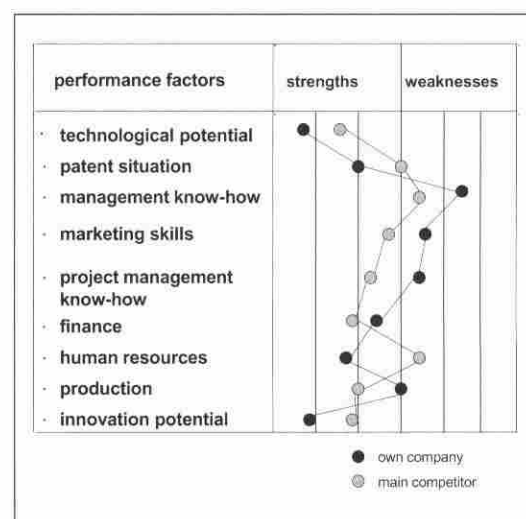 performance factors strengths weaknesses
· technological potential
· patent situation
· management know-how
· marketing skills
· project management
know-how
· finance
· human resources
· production
· innovation potential
own company
main competitor